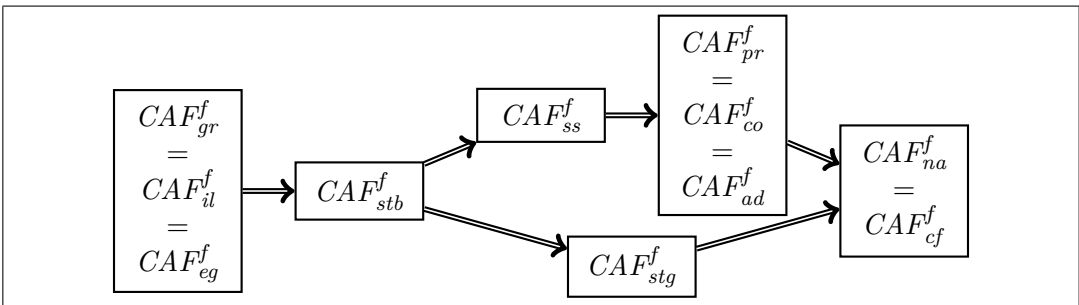 CAF^f_gr
=
CAF^f_il
=
CAF^f_eg
CAF^f_stb
CAF^f_ss
CAF^f_stg
CAF^f_pr
=
CAF^f_co
=
CAF^f_ad
CAF^f_na
=
CAF^f_cf